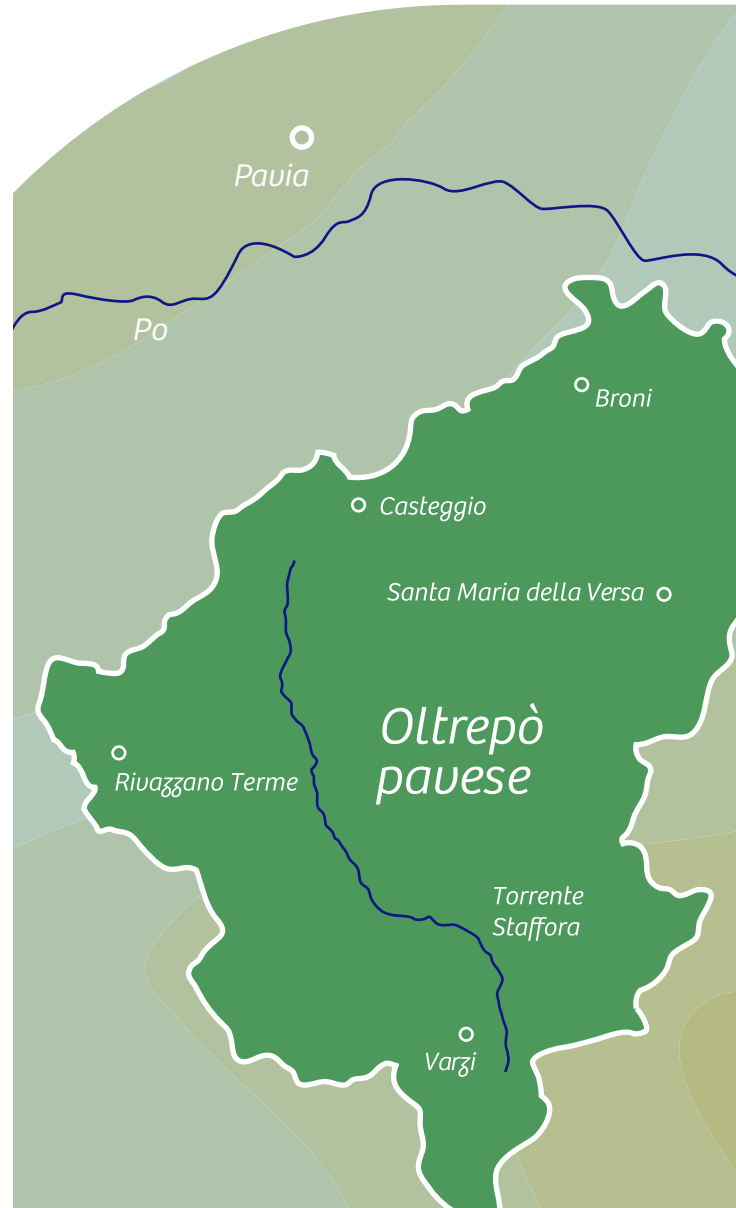 Pavia
Po
Broni
Casteggio
Santa Maria della Versa
Oltrepò
pavese
Rivazzano Terme
Torrente
Staffora
Varzi